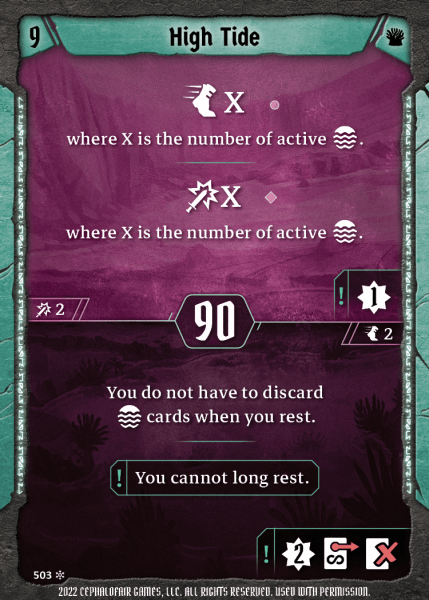 9
High Tide
X
where X is the number of active
X
where X is the number of active .
! 1
2
90
2
You do not have to discard
cards when you rest.
! You cannot long rest.
! 2
503
2022 CEPHALOFAIR GAMES, LLC. ALL RIGHTS RESERVED. USED WITH PERMISSION.